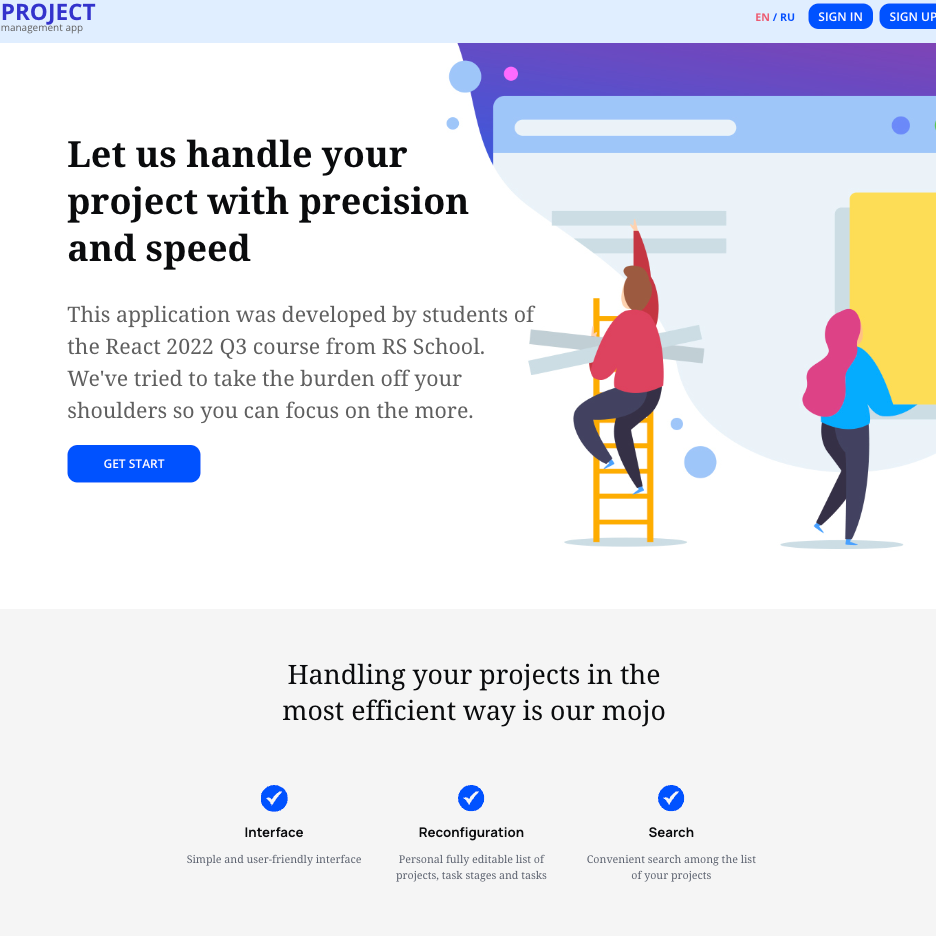 PROJECT
management app
EN / RU
SIGN IN
SIGN UP
Let us handle your
project with precision
and speed
This application was developed by students of
the React 2022 Q3 course from RS School.
We've tried to take the burden off your
shoulders so you can focus on the more.
GET START
Handling your projects in the
most efficient way is our mojo
Interface
Simple and user-friendly interface
Reconfiguration
Personal fully editable list of
projects, task stages and tasks
Search
Convenient search among the list
of your projects